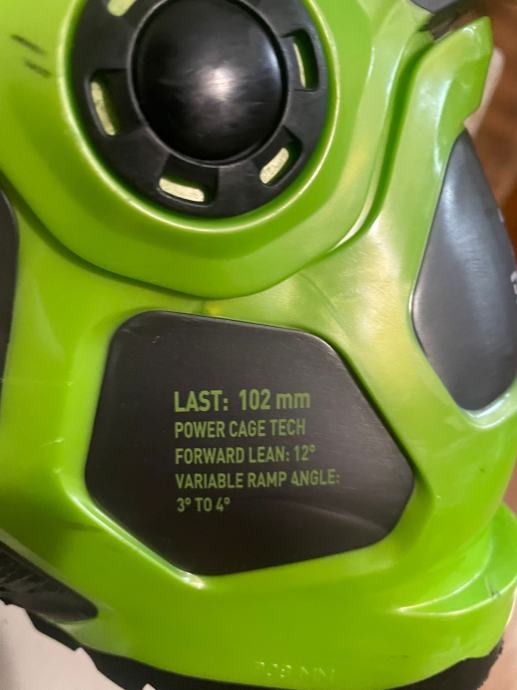 LAST: 102 mm
POWER CAGE TECH
FORWARD LEAN: 12°
VARIABLE RAMP ANGLE:
3° TO 4°